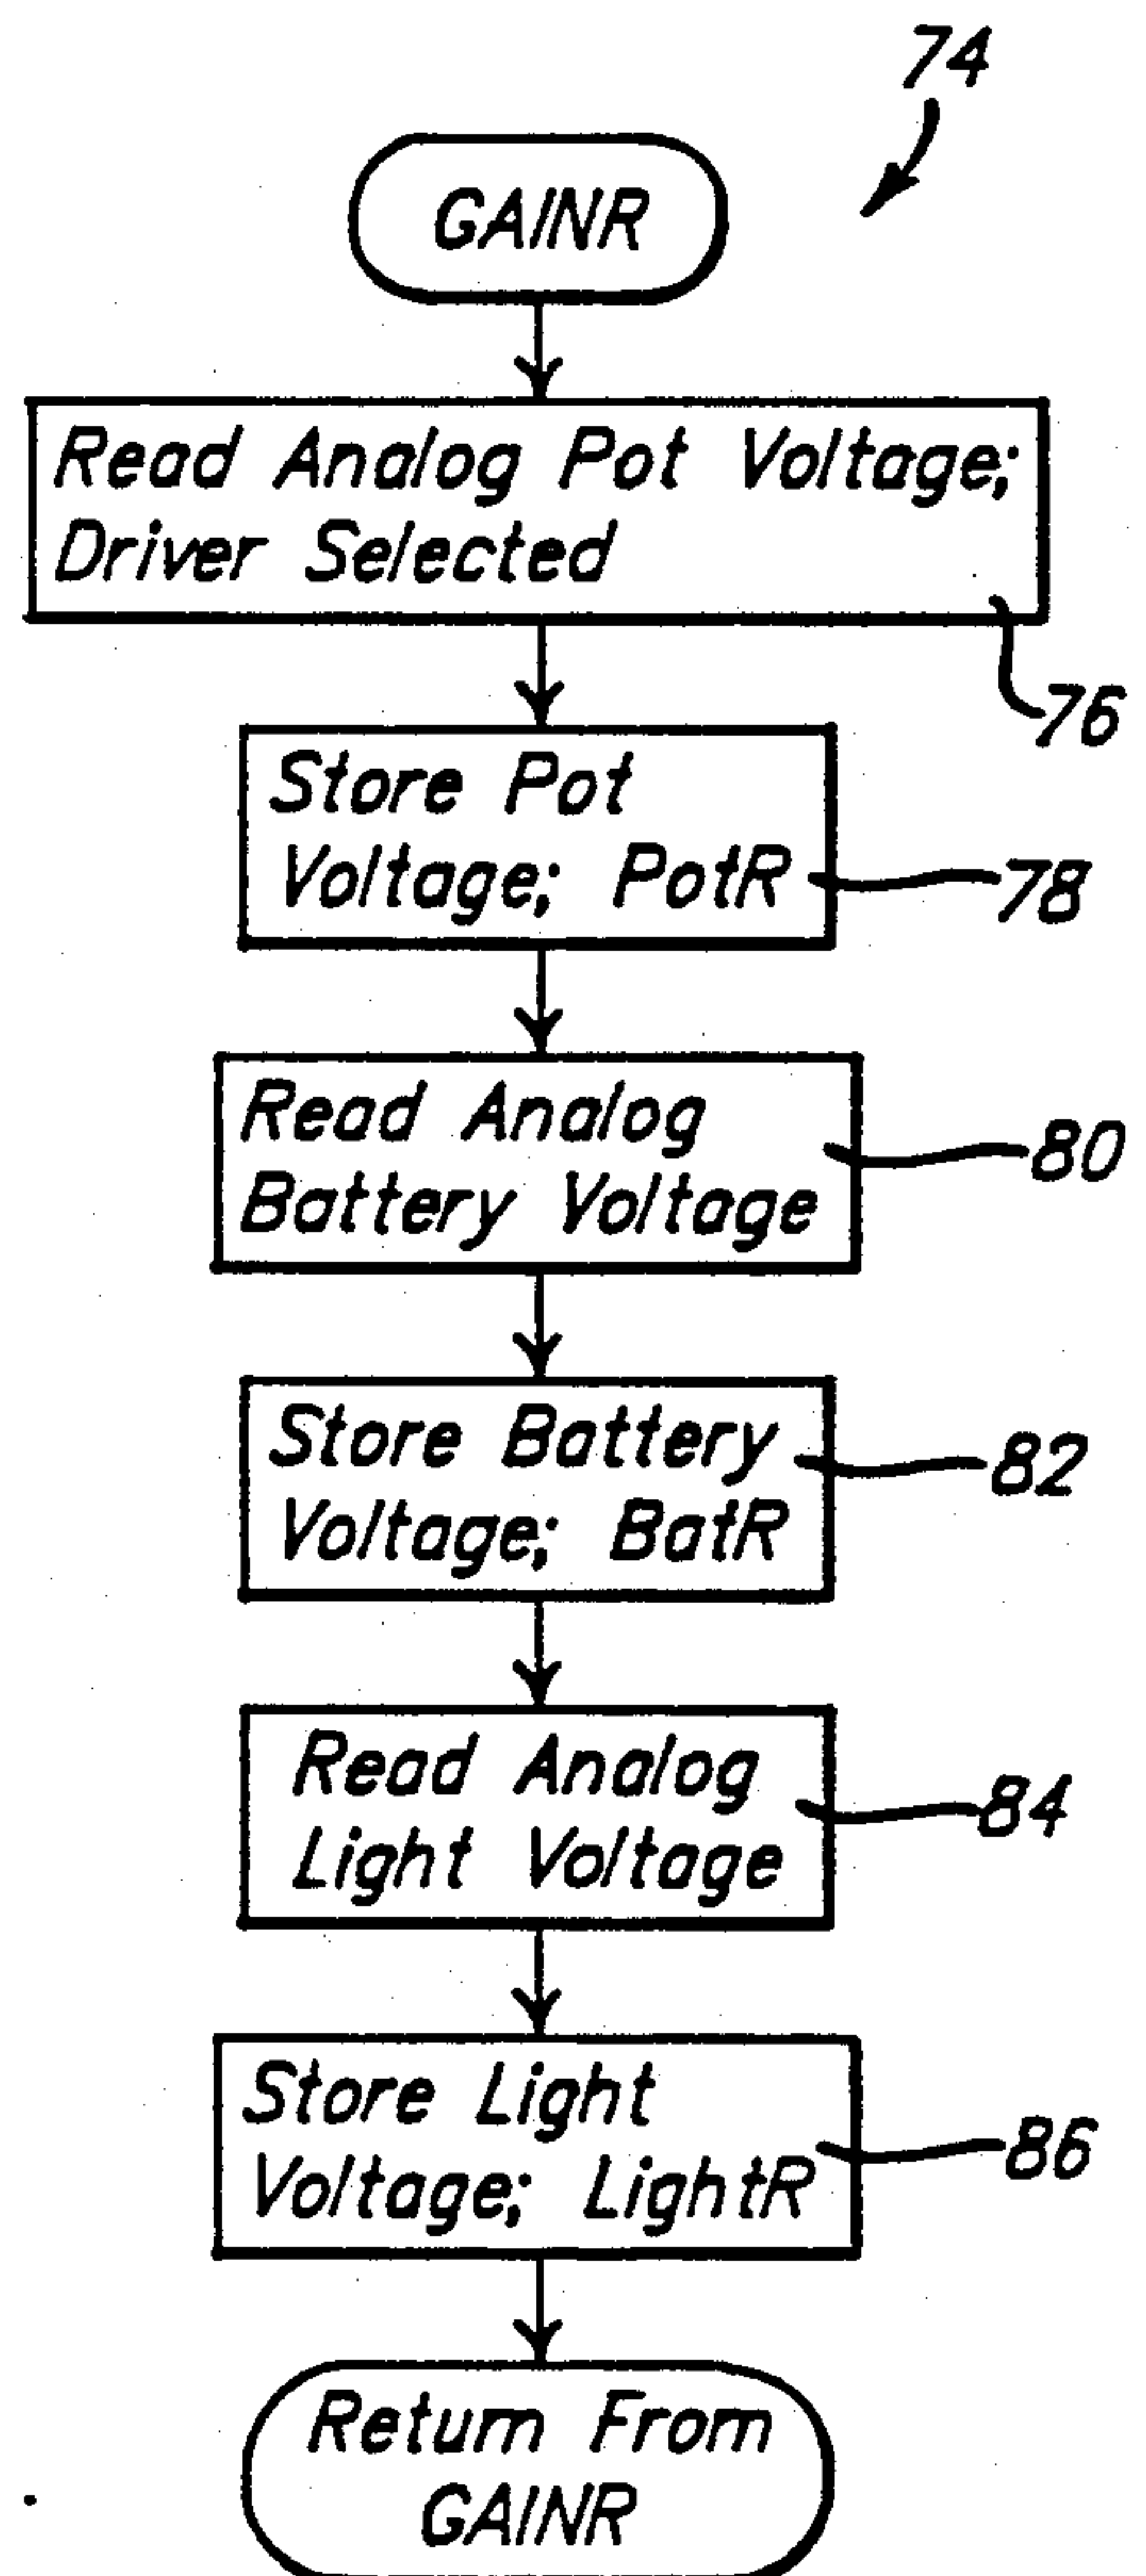 74
GAINR
Read Analog Pot Voltage;
Driver Selected
76
Store Pot
Voltage; PotR
78
Read Analog
Battery Voltage
80
Store Battery
Voltage; BatR
82
Read Analog
Light Voltage
84
Store Light
Voltage; LightR
86
Return From
GAINR